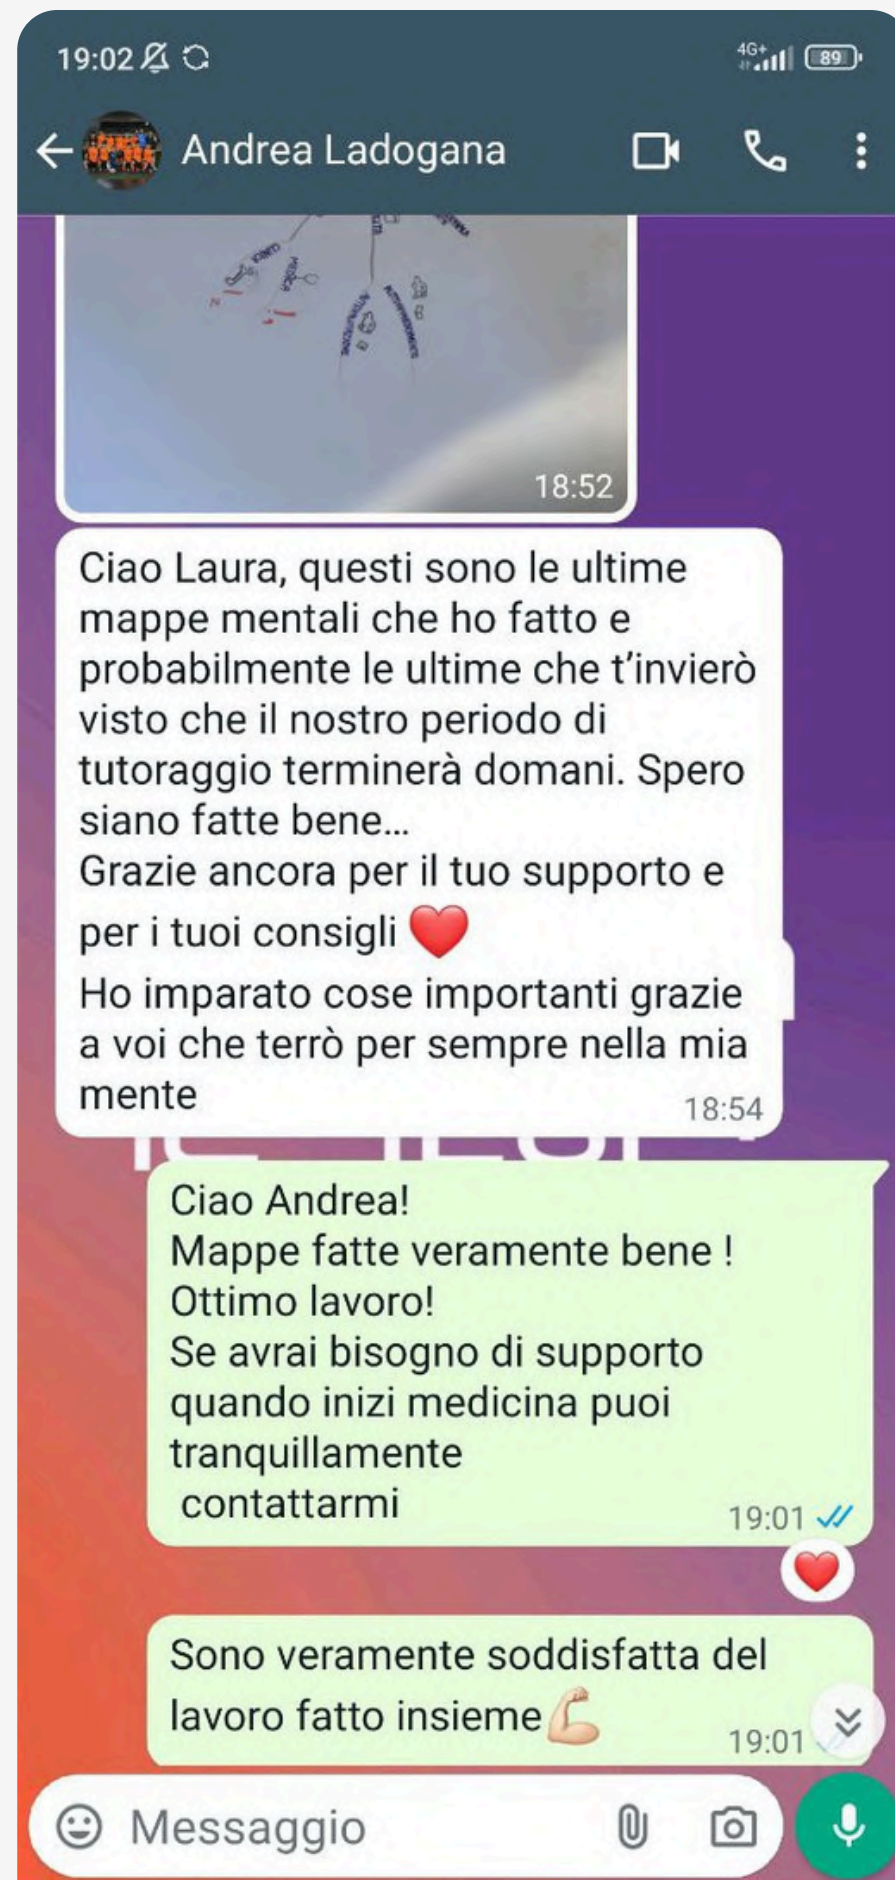 19:02
4G+
89
Andrea Ladogana
CLINICA
MEDICA
18:52
Ciao Laura, questi sono le ultime
mappe mentali che ho fatto e
probabilmente le ultime che t'invierò
visto che il nostro periodo di
tutoraggio terminerà domani. Spero
siano fatte bene...
Grazie ancora per il tuo supporto e
per i tuoi consigli ❤️
Ho imparato cose importanti grazie
a voi che terrò per sempre nella mia
mente
18:54
Ciao Andrea!
Mappe fatte veramente bene !
Ottimo lavoro!
Se avrai bisogno di supporto
quando inizi medicina puoi
tranquillamente
contattarmi
19:01
❤️
Sono veramente soddisfatta del
lavoro fatto insieme💪🏻
19:01
Messaggio